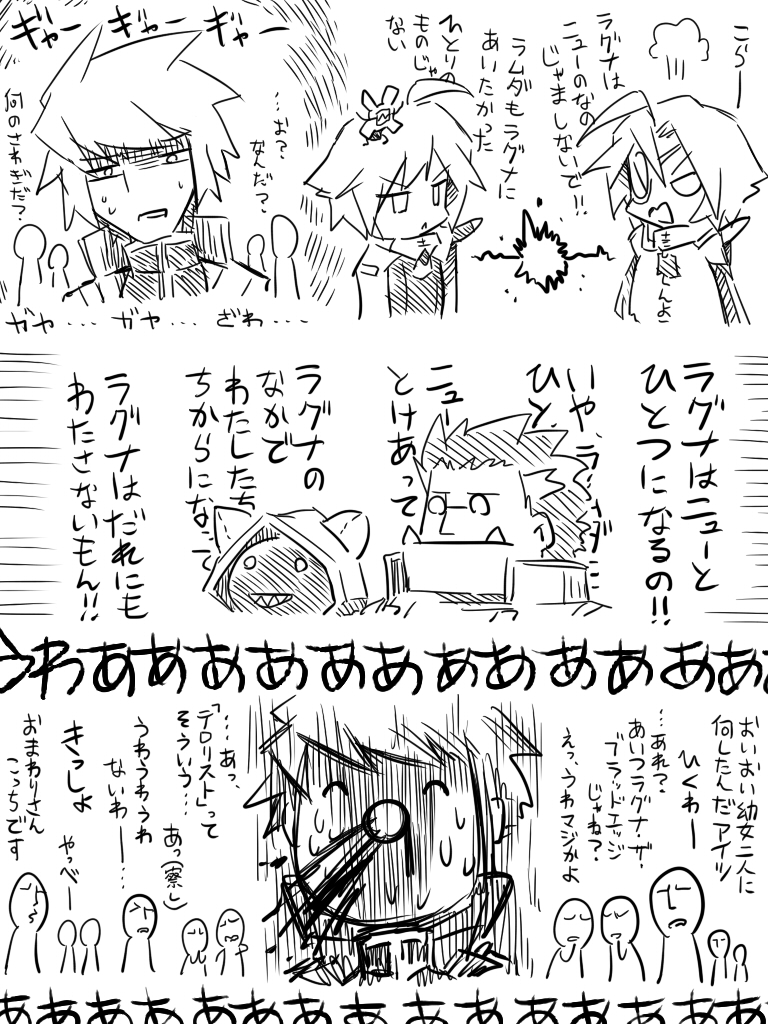 こらー
ラグナは
ニューのなの
じゃましないで!!
ラムダもラグナに
あいたかった
ひとりの
ものじゃ
ない
ギャー ギャー ギャー
…お?
なんだ?
何のさわぎだ?
ガヤ… ガヤ… ざわ…
ラグナはニューと
ひとつになるの!!
いや、
ひと
ニュー
とけあって
ラグナの
なかで
わたしたち
ちからになって
ラグナはだれにも
わたさないもん!!
うわああああああああああああ
おいおい幼女二人に
何したんだアイツ
ひくわー
…あれ?
あいつラグナ・ザ・
ブラッドエッジ
じゃね?
えっ、うわマジかよ
…あっ、
「テロリスト」って
そういう…
あっ(察し)
うわうわうわ
ないわー…
きっしょ
やっべー
おまわりさん
こっちです
ああああああああああああああ